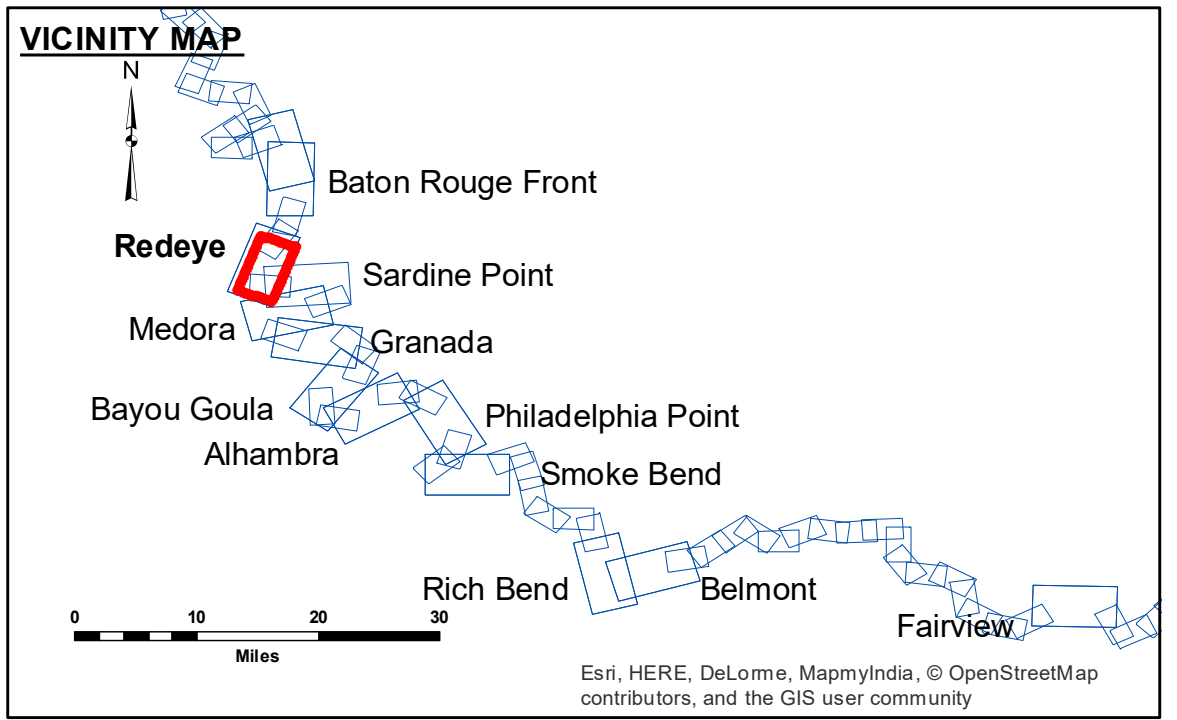 VICINITY MAP
N
Baton Rouge Front
Redeye
Sardine Point
Medora
Granada
Bayou Goula
Philadelphia Point
Alhambra
Smoke Bend
Rich Bend
Belmont
Fairview
0 10 20 30
Miles
Esri, HERE, DeLorme, MapmyIndia, © OpenStreetMap
contributors, and the GIS user community